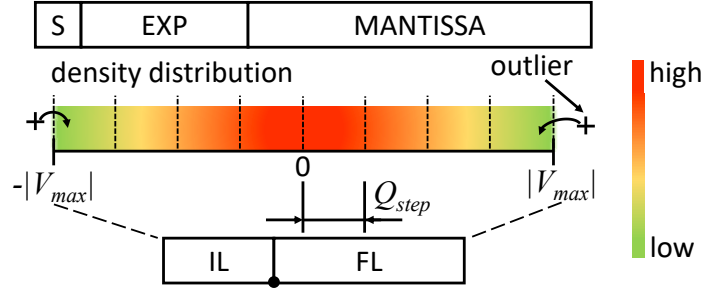 S EXP MANTISSA
density distribution
outlier
high
+ +
0
-|Vmax| |Vmax|
Qstep
low
IL FL